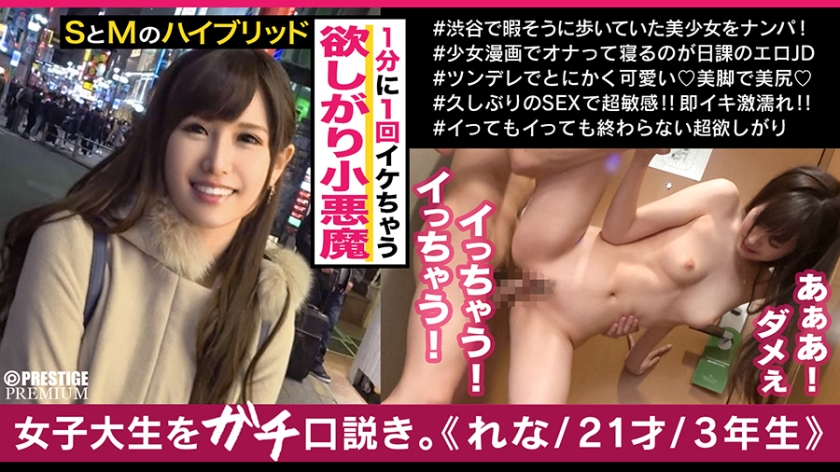 SとMのハイブリッド
1分に1回イケちゃう
欲しがり小悪魔
#渋谷で暇そうに歩いていた美少女をナンパ!
#少女漫画でオナって寝るのが日課のエロJD
#ツンデレでとにかく可愛い♡美脚で美尻♡
#久しぶりのSEXで超敏感!!即イキ激濡れ!!
#イってもイっても終わらない超欲しがり
イっちゃう!
イっちゃう!
あぁあ!
ダメぇ
PRESTIGE
PREMIUM
女子大生をガチ口説き。《れな/21才/3年生》